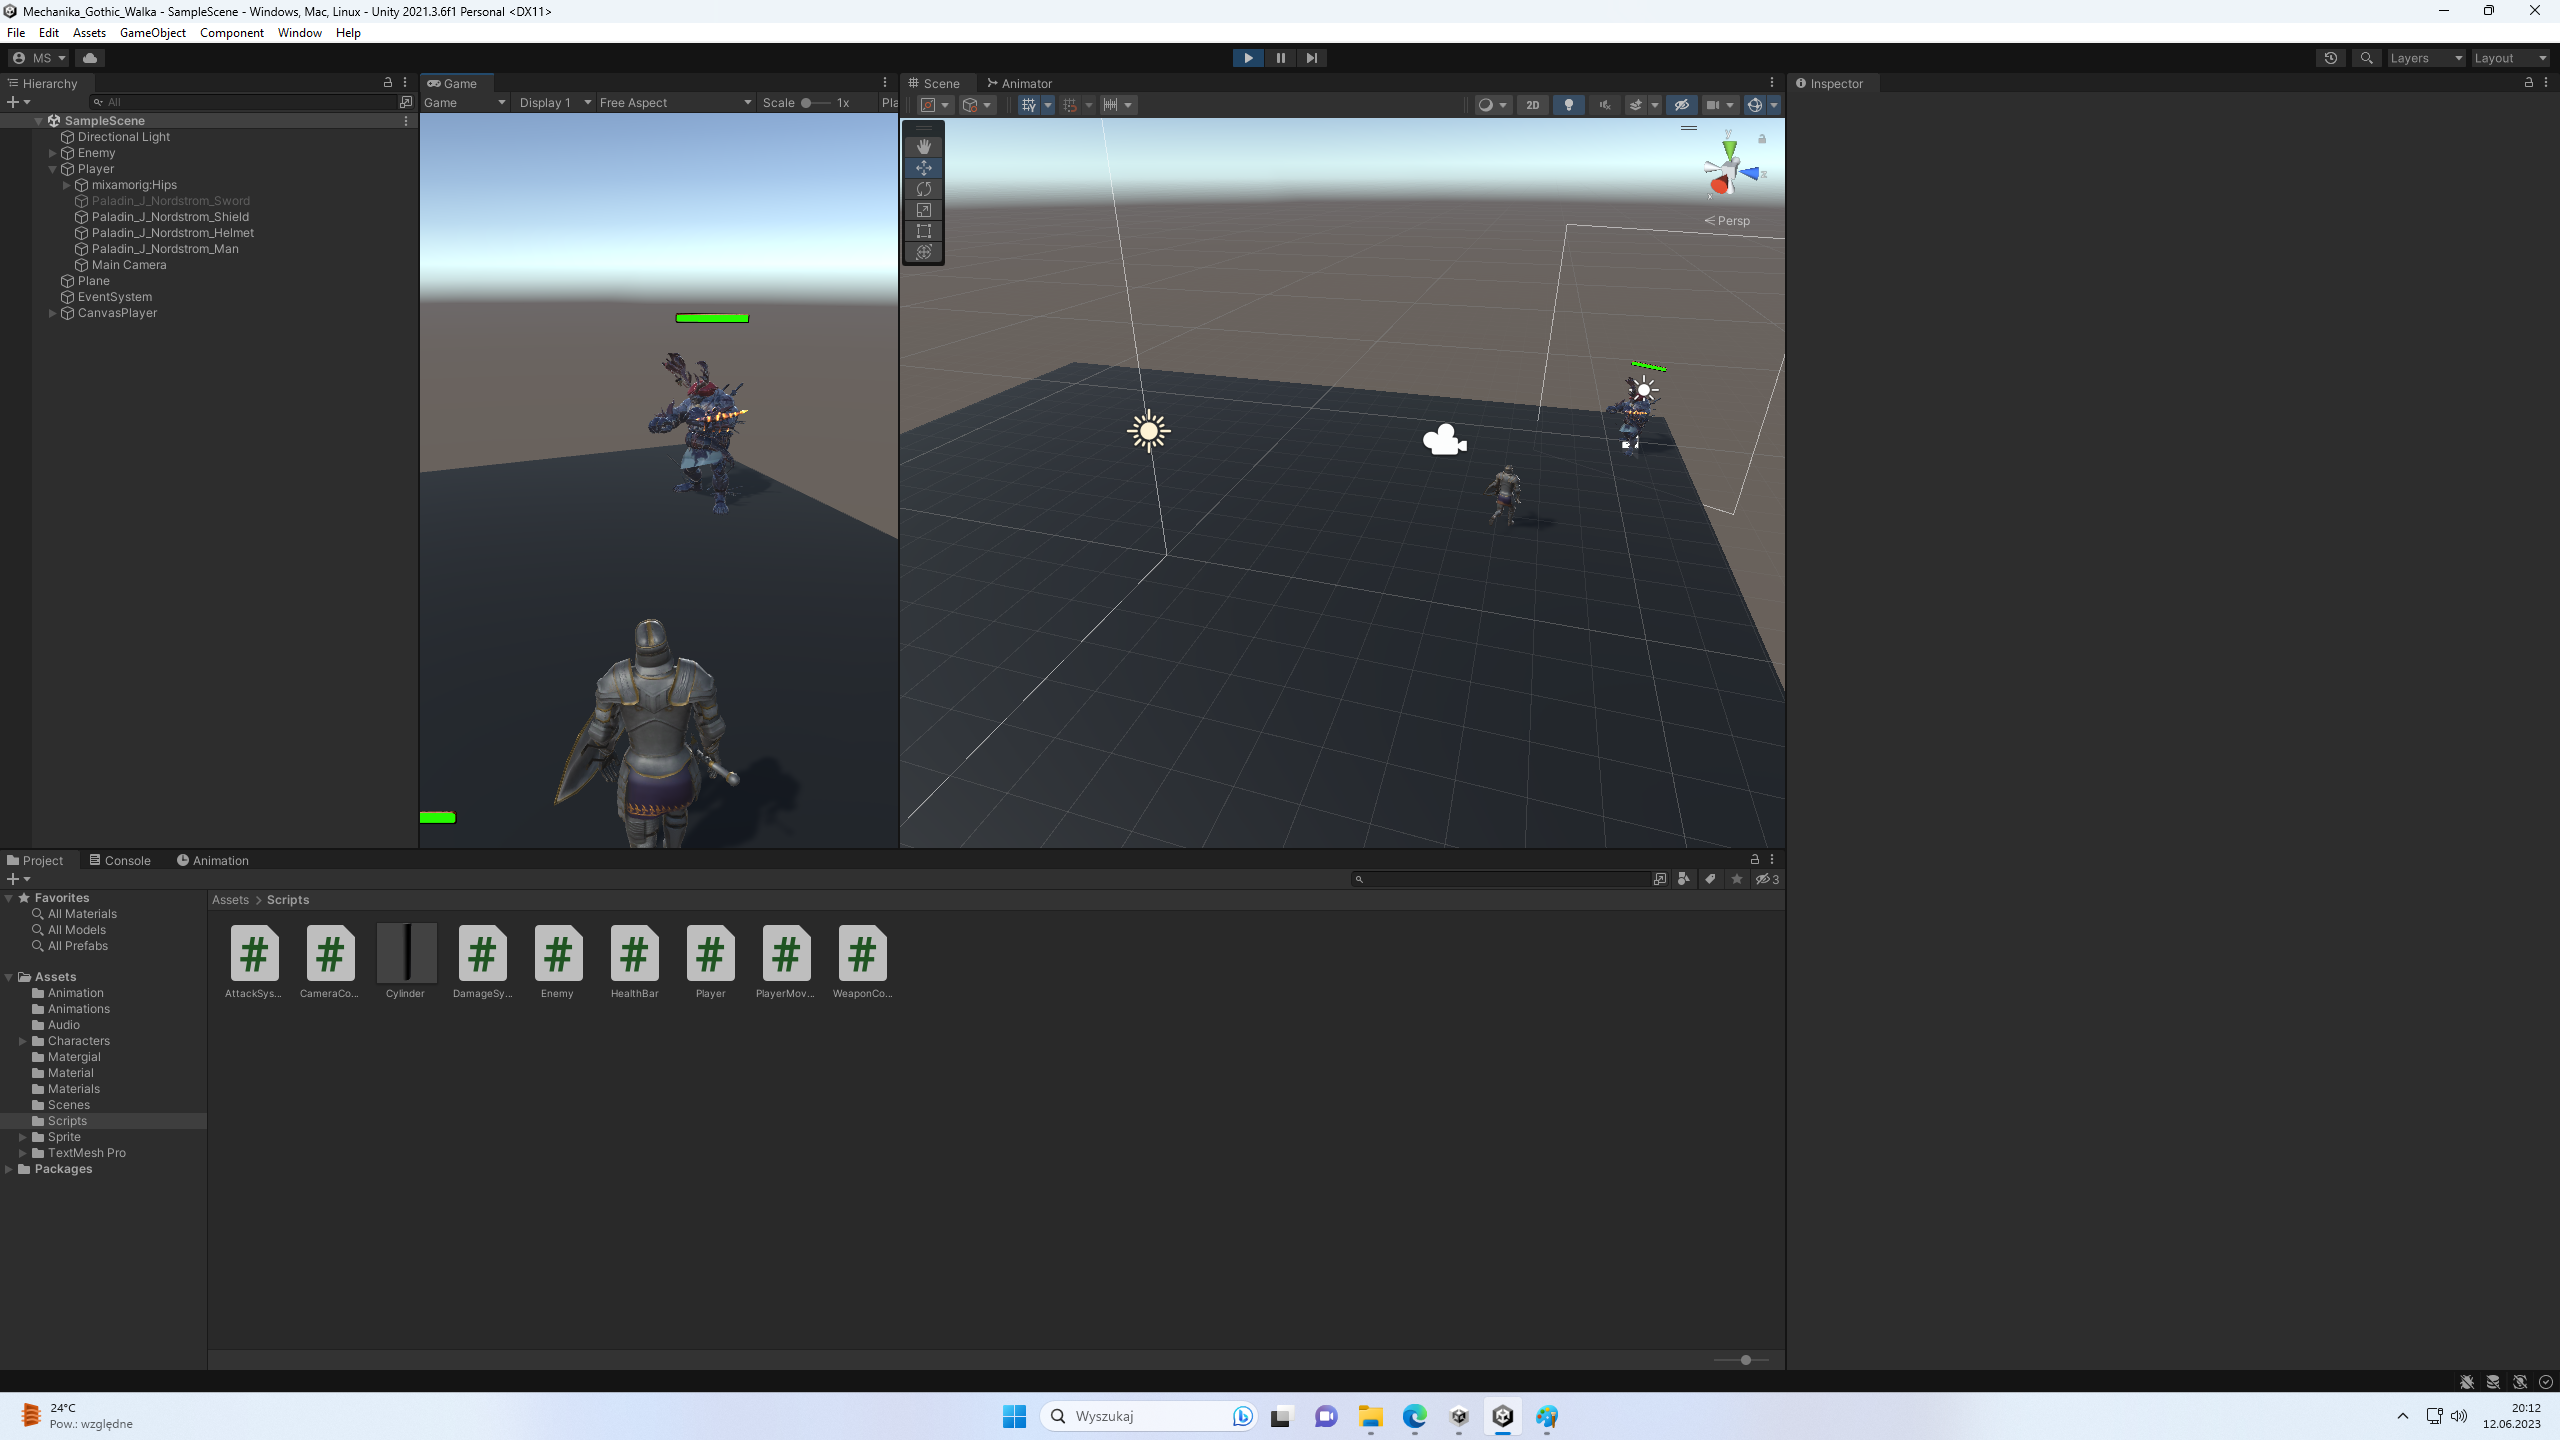 Mechanika_Gothic_Walka - SampleScene - Windows, Mac, Linux - Unity 2021.3.6f1 Personal <DX11>
File Edit Assets GameObject Component Window Help
MS Layers Layout
Hierarchy
All
SampleScene
Directional Light
Enemy
Player
mixamorig:Hips
Paladin_J_Nordstrom_Sword
Paladin_J_Nordstrom_Shield
Paladin_J_Nordstrom_Helmet
Paladin_J_Nordstrom_Man
Main Camera
Plane
EventSystem
CanvasPlayer
Game
Game Display 1 Free Aspect Scale 1x Pla
Scene Animator
2D
y
z
x
Persp
Inspector
Project Console Animation
3
Favorites
All Materials
All Models
All Prefabs
Assets
Animation
Animations
Audio
Characters
Matergial
Material
Materials
Scenes
Scripts
Sprite
TextMesh Pro
Packages
Assets > Scripts
AttackSys... CameraCo... Cylinder DamageSy... Enemy HealthBar Player PlayerMov... WeaponCo...
24°C
Pow.: względne
Wyszukaj
20:12
12.06.2023